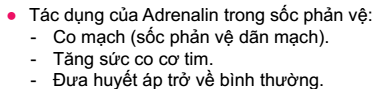 ● Tác dụng của Adrenalin trong sốc phản vệ:
- Co mạch (sốc phản vệ dãn mạch).
- Tăng sức co cơ tim.
- Đưa huyết áp trở về bình thường.